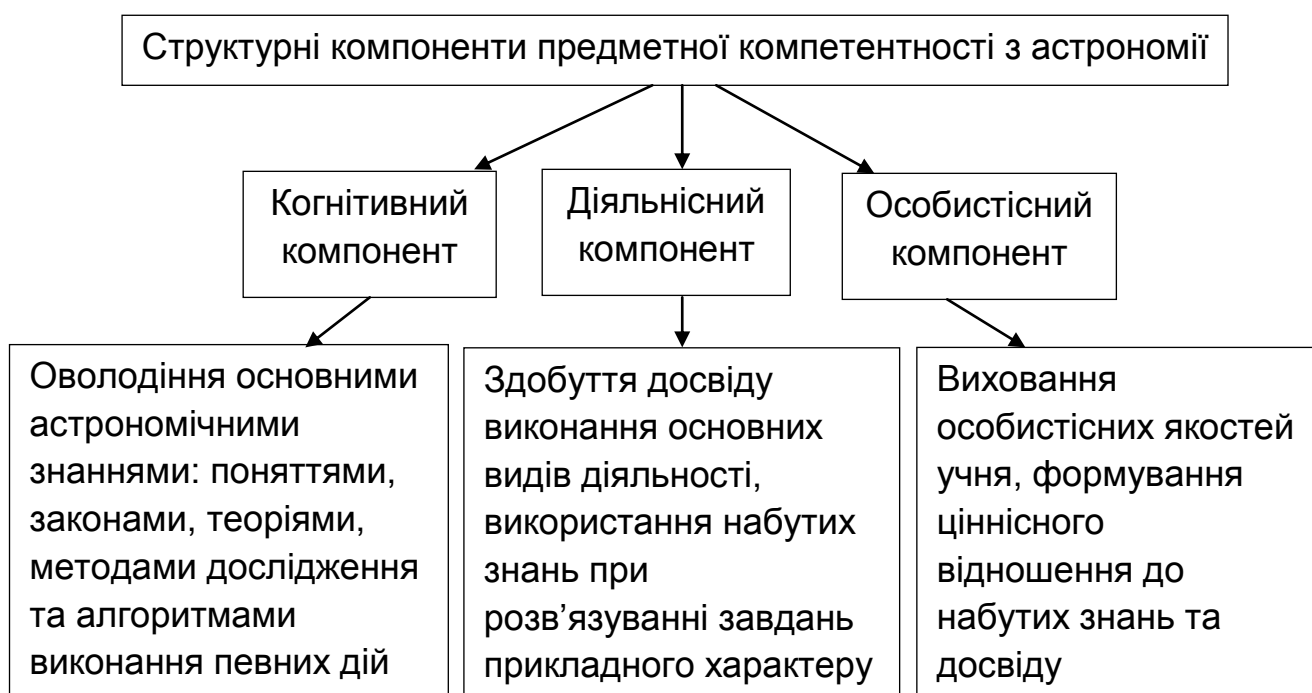 Структурні компоненти предметної компетентності з астрономії
Когнітивний
компонент
Діяльнісний
компонент
Особистісний
компонент
Оволодіння основними
астрономічними
знаннями: поняттями,
законами, теоріями,
методами дослідження
та алгоритмами
виконання певних дій
Здобуття досвіду
виконання основних
видів діяльності,
використання набутих
знань при
розв’язуванні завдань
прикладного характеру
Виховання
особистісних якостей
учня, формування
ціннісного
відношення до
набутих знань та
досвіду